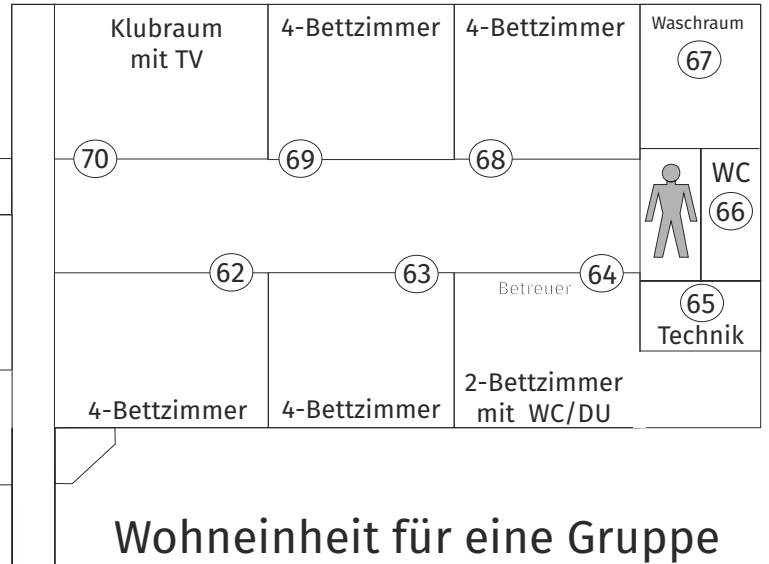 Klubraum
mit TV
4-Bettzimmer
4-Bettzimmer
Waschraum
67
70
69
68
WC
66
62
63
64
Betreuer
65
Technik
4-Bettzimmer
4-Bettzimmer
2-Bettzimmer
mit WC/DU
Wohneinheit für eine Gruppe